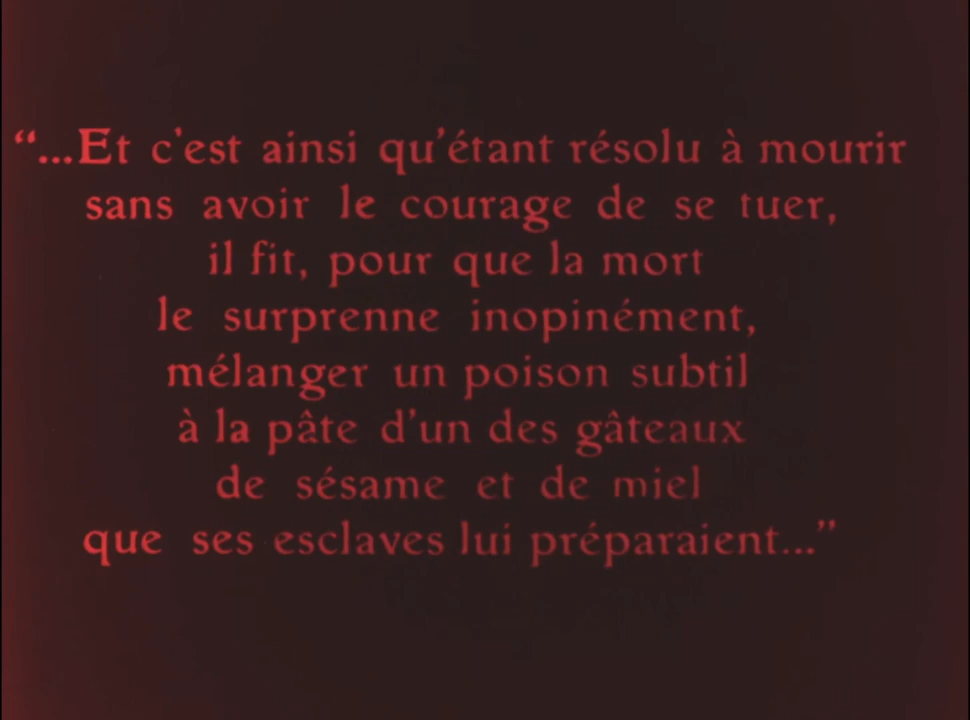 “...Et c'est ainsi qu'étant résolu à mourir
sans avoir le courage de se tuer,
il fit, pour que la mort
le surprenne inopinément,
mélanger un poison subtil
à la pâte d'un des gâteaux
de sésame et de miel
que ses esclaves lui préparaient...”